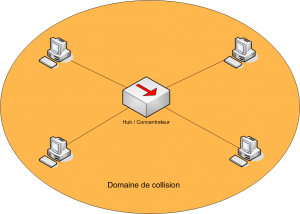 Hub / Concentrateur
Domaine de collision